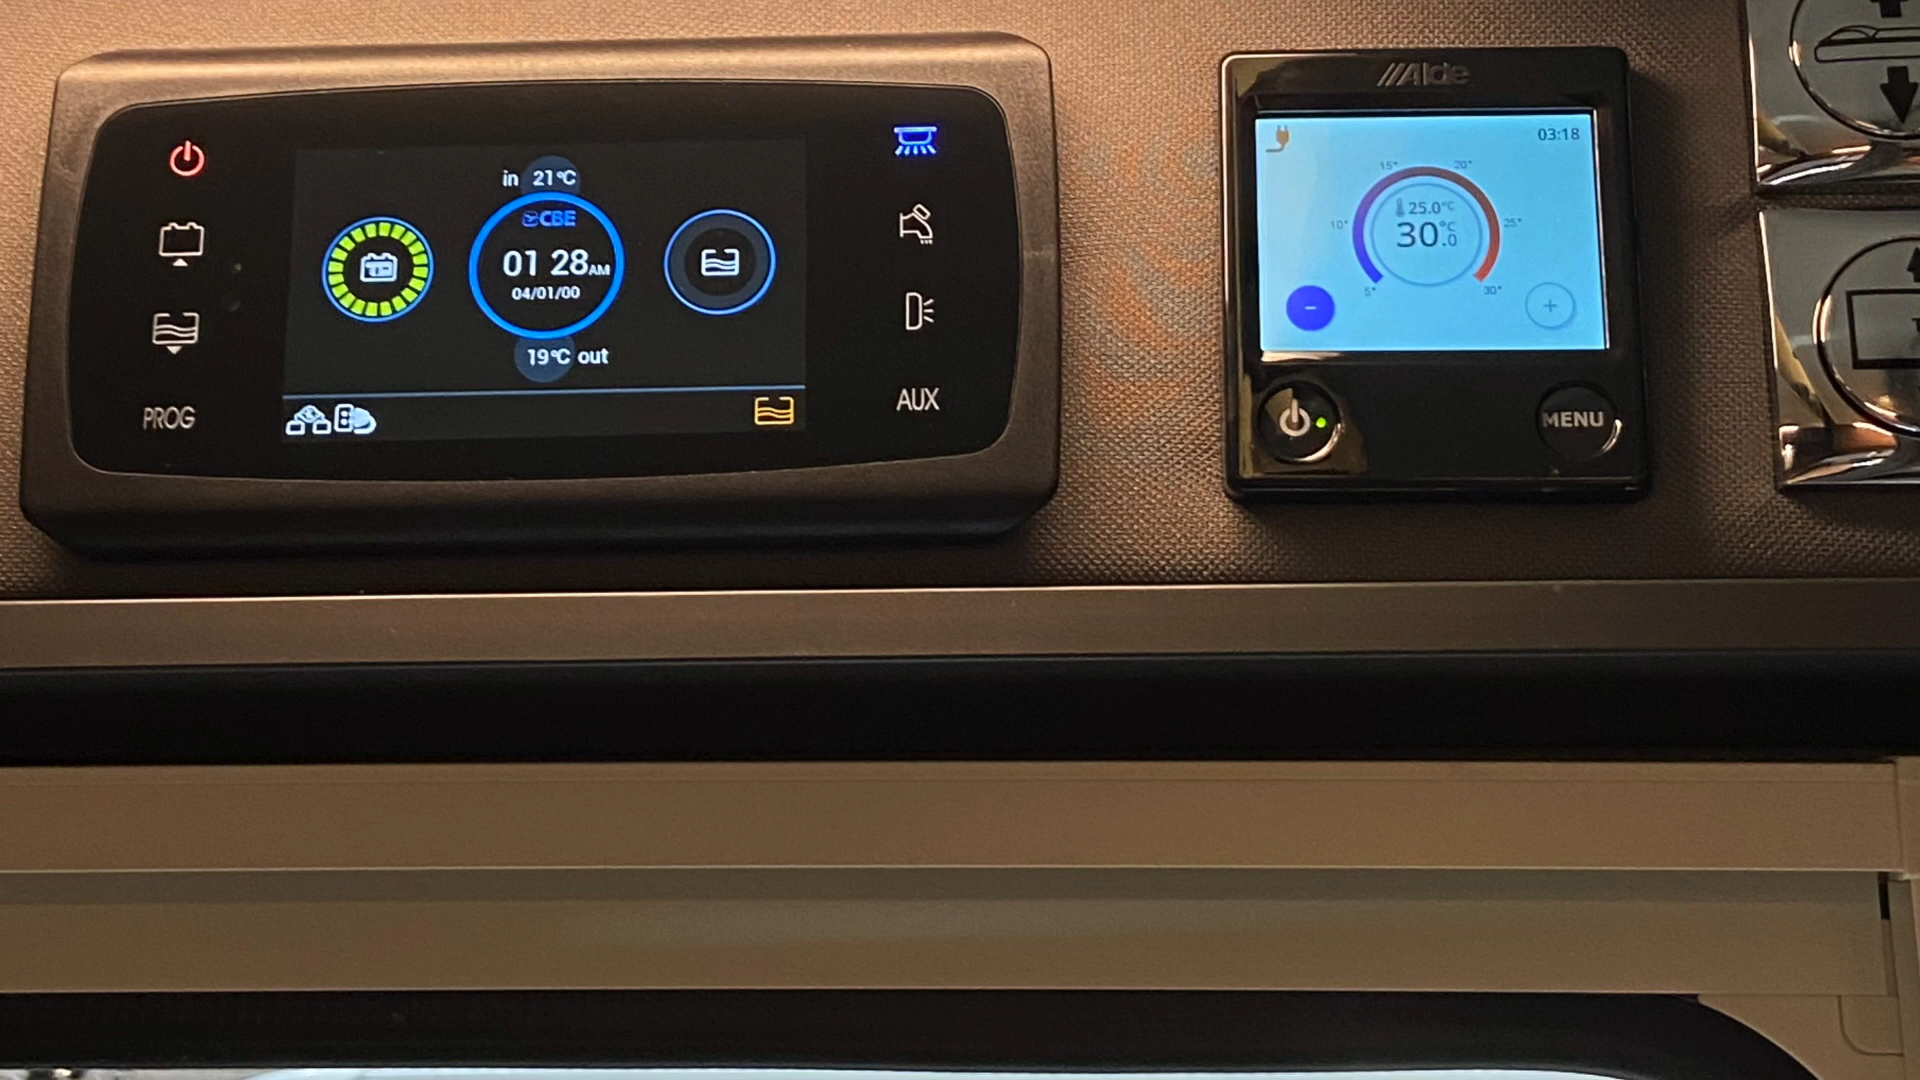 in 21°C
CBE
01 28AM
04/01/00
19°C out
PROG
AUX
Alde
03:18
15° 20°
10° 25°
25.0°C
30.0°C
5° 30°
-
+
MENU